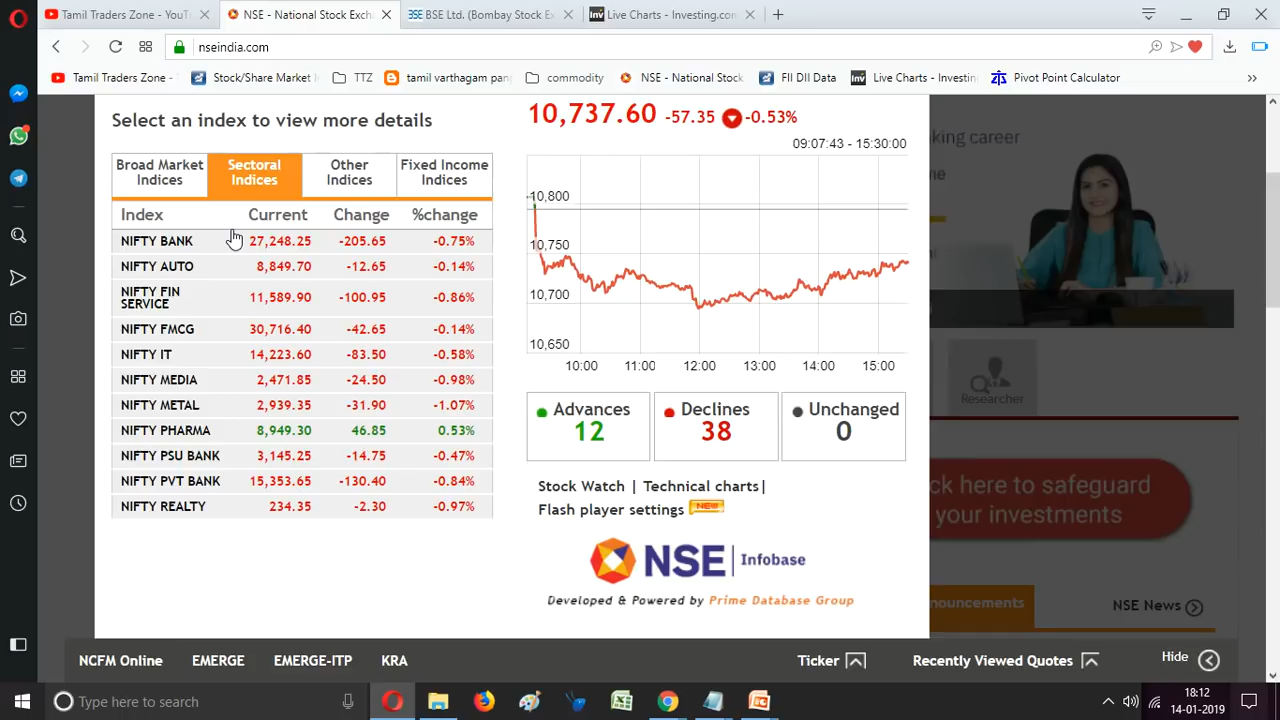 Tamil Traders Zone - YouT
NSE - National Stock Exch
BSE Ltd. (Bombay Stock Ex
Live Charts - Investing.con
nseindia.com
Tamil Traders Zone -
Stock/Share Market
TTZ
tamil varthagam pan
commodity
NSE - National Stock
FII DII Data
Live Charts - Investin
Pivot Point Calculator
Select an index to view more details
10,737.60 -57.35 -0.53%
09:07:43 - 15:30:00
Broad Market Indices
Sectoral Indices
Other Indices
Fixed Income Indices
Index Current Change %change
NIFTY BANK 27,248.25 -205.65 -0.75%
NIFTY AUTO 8,849.70 -12.65 -0.14%
NIFTY FIN SERVICE 11,589.90 -100.95 -0.86%
NIFTY FMCG 30,716.40 -42.65 -0.14%
NIFTY IT 14,223.60 -83.50 -0.58%
NIFTY MEDIA 2,471.85 -24.50 -0.98%
NIFTY METAL 2,939.35 -31.90 -1.07%
NIFTY PHARMA 8,949.30 46.85 0.53%
NIFTY PSU BANK 3,145.25 -14.75 -0.47%
NIFTY PVT BANK 15,353.65 -130.40 -0.84%
NIFTY REALTY 234.35 -2.30 -0.97%
10,800
10,750
10,700
10,650
10:00 11:00 12:00 13:00 14:00 15:00
Advances
12
Declines
38
Unchanged
0
Stock Watch | Technical charts|
Flash player settings NEW
NSE Infobase
Developed & Powered by Prime Database Group
king career
Researcher
ck here to safeguard
your investments
nouncements
NSE News
NCFM Online EMERGE EMERGE-ITP KRA Ticker Recently Viewed Quotes Hide
Type here to search
18:12
14-01-2019